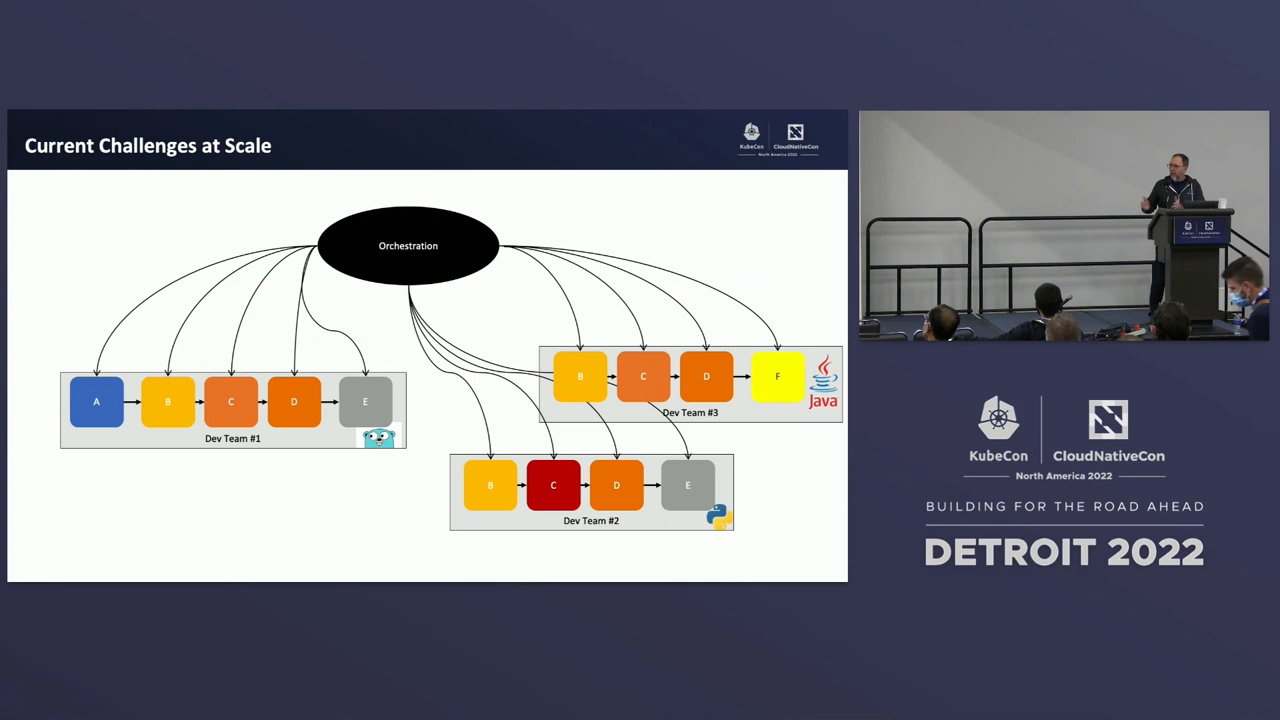 Current Challenges at Scale
KubeCon
CloudNativeCon
North America 2022
Orchestration
A
B
C
D
E
Dev Team #1
B
C
D
F
Java
Dev Team #3
B
C
D
E
Dev Team #2
KubeCon
CloudNativeCon
North America 2022
BUILDING FOR THE ROAD AHEAD
DETROIT 2022